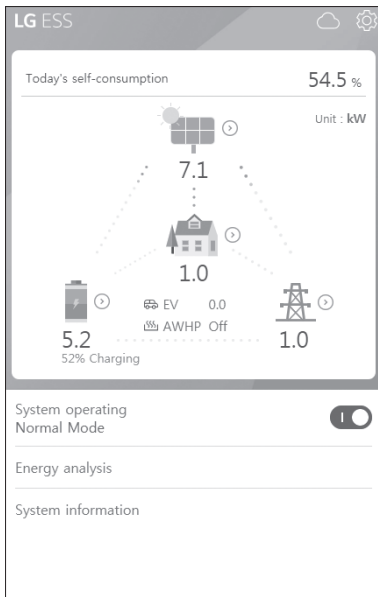 LG ESS
Today's self-consumption 54.5 %
Unit : kW
7.1
1.0
EV 0.0
AWHP Off
5.2
52% Charging
1.0
System operating
Normal Mode
Energy analysis
System information